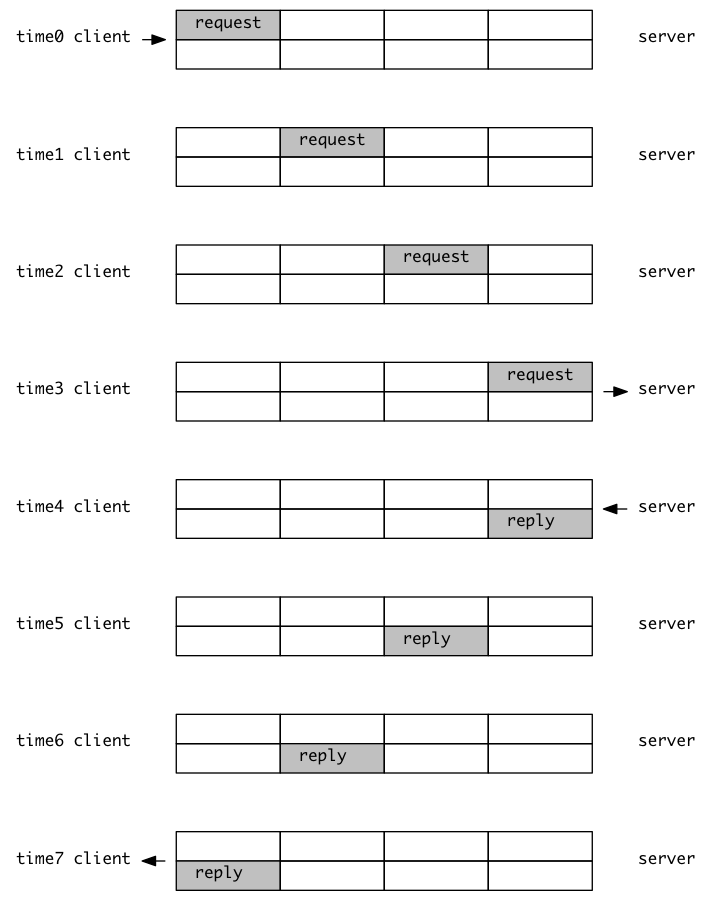 request
time0 client server
time1 client request server
time2 client request server
request
time3 client server
time4 client server
reply
time5 client server
reply
time6 client server
reply
time7 client server
reply